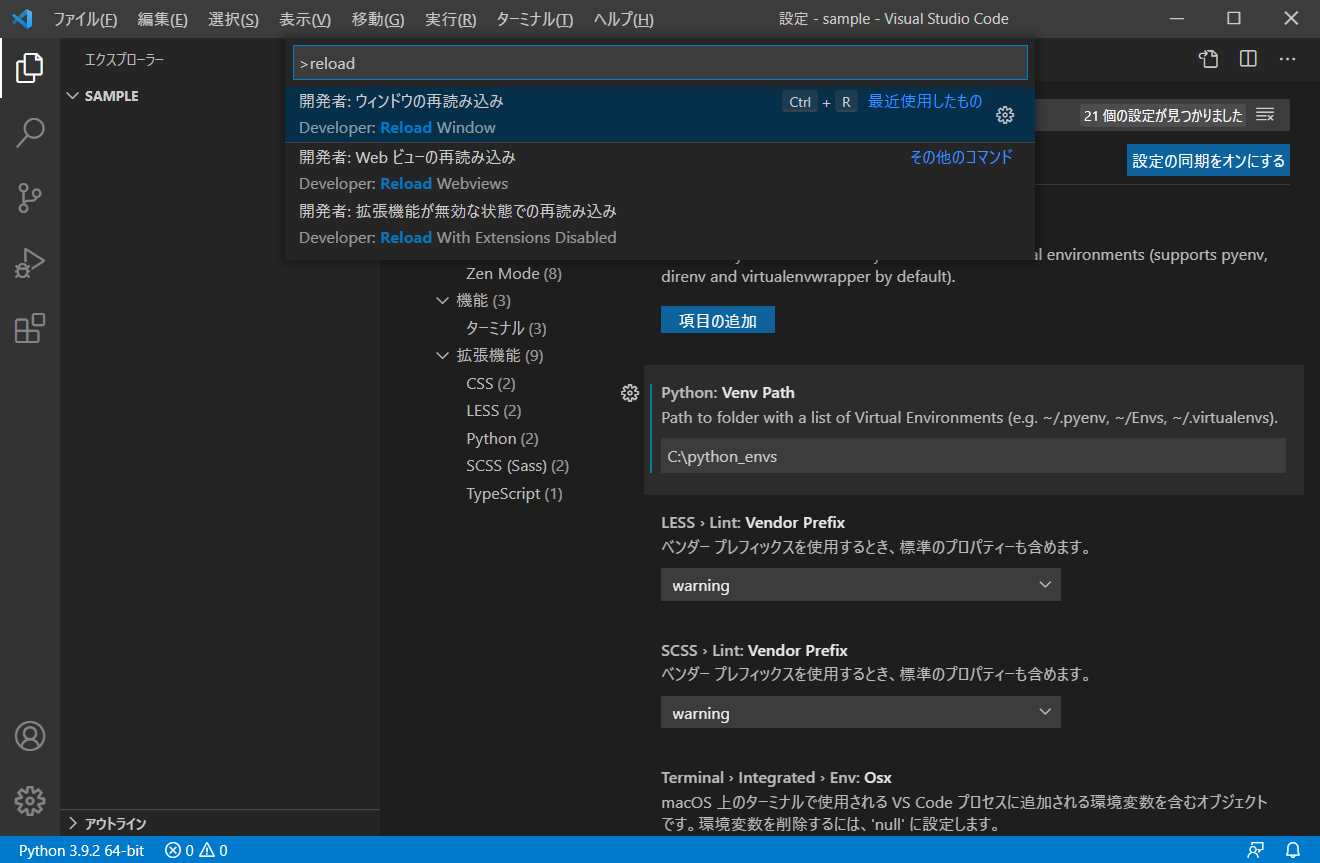 ファイル(F) 編集(E) 選択(S) 表示(V) 移動(G) 実行(R) ターミナル(T) ヘルプ(H) 設定 - sample - Visual Studio Code
エクスプローラー
SAMPLE
>reload
開発者: ウィンドウの再読み込み Ctrl + R 最近使用したもの
Developer: Reload Window
開発者: Web ビューの再読み込み その他のコマンド
Developer: Reload Webviews
開発者: 拡張機能が無効な状態での再読み込み
Developer: Reload With Extensions Disabled
21 個の設定が見つかりました
設定の同期をオンにする
Zen Mode (8)
機能 (3)
ターミナル (3)
拡張機能 (9)
CSS (2)
LESS (2)
Python (2)
SCSS (Sass) (2)
TypeScript (1)
environments (supports pyenv,
direnv and virtualenvwrapper by default).
項目の追加
Python: Venv Path
Path to folder with a list of Virtual Environments (e.g. ~/.pyenv, ~/Envs, ~/.virtualenvs).
C:\python_envs
LESS › Lint: Vendor Prefix
ベンダー プレフィックスを使用するとき、標準のプロパティーも含めます。
warning
SCSS › Lint: Vendor Prefix
ベンダー プレフィックスを使用するとき、標準のプロパティーも含めます。
warning
Terminal › Integrated › Env: Osx
macOS 上のターミナルで使用される VS Code プロセスに追加される環境変数を含むオブジェクト
です。環境変数を削除するには、'null' に設定します。
アウトライン
Python 3.9.2 64-bit 0 0